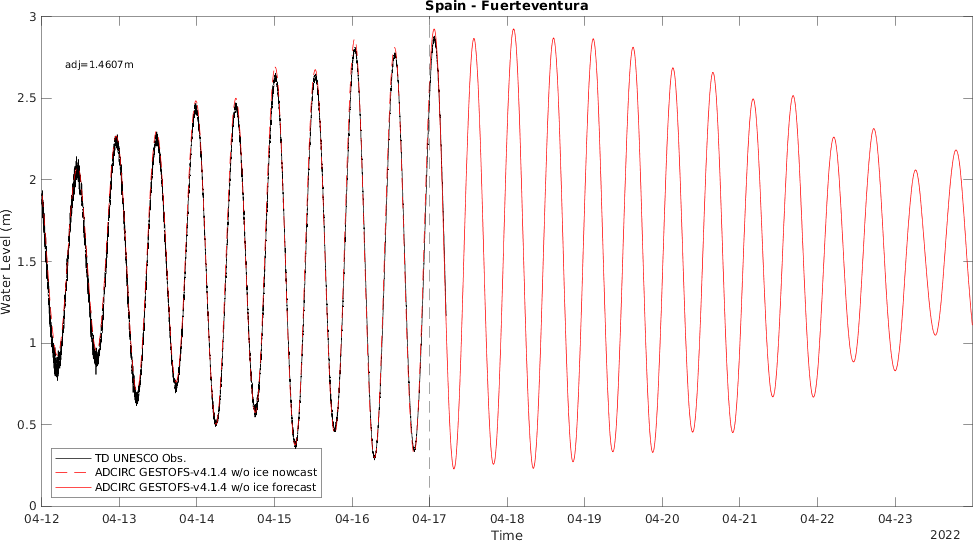 Spain - Fuerteventura
adj=1.4607m
3
2.5
2
1.5
1
0.5
0
Water Level (m)
TD UNESCO Obs.
ADCIRC GESTOFS-v4.1.4 w/o ice nowcast
ADCIRC GESTOFS-v4.1.4 w/o ice forecast
04-12 04-13 04-14 04-15 04-16 04-17 04-18 04-19 04-20 04-21 04-22 04-23
Time
2022